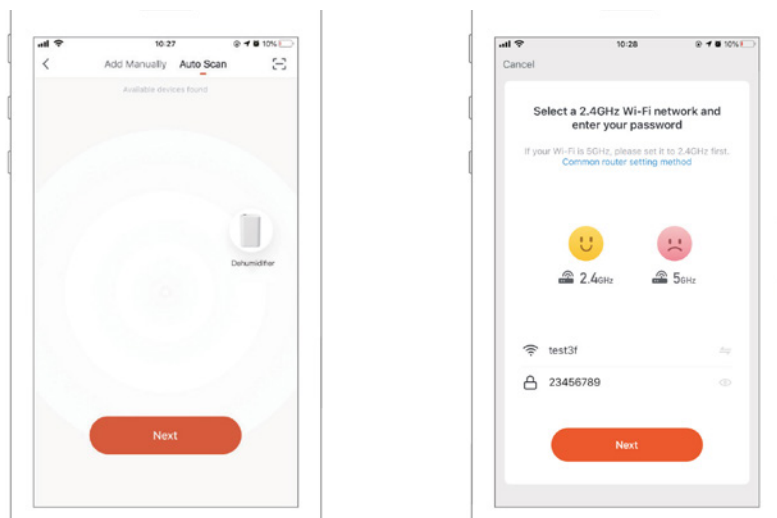 10:27
10%
Add Manually Auto Scan
Available devices found
Dehumidifier
Next
10:28
10%
Cancel
Select a 2.4GHz Wi-Fi network and
enter your password
If your Wi-Fi is 5GHz, please set it to 2.4GHz first.
Common router setting method
2.4GHz
5GHz
test3f
23456789
Next